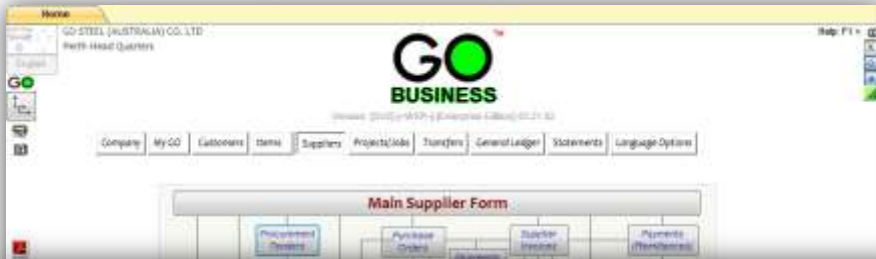 Home
GO STEEL (AUSTRALIA) CO. LTD
Perth Head Quarters
Help: F1
English
GO
GO
BUSINESS
Company My GO Customers Items Suppliers Projects/Jobs Transfers General Ledger Statements Language Options
Main Supplier Form
Procurement
Purchase
Orders
Supplier
Invoices
Payments
(Remittances)